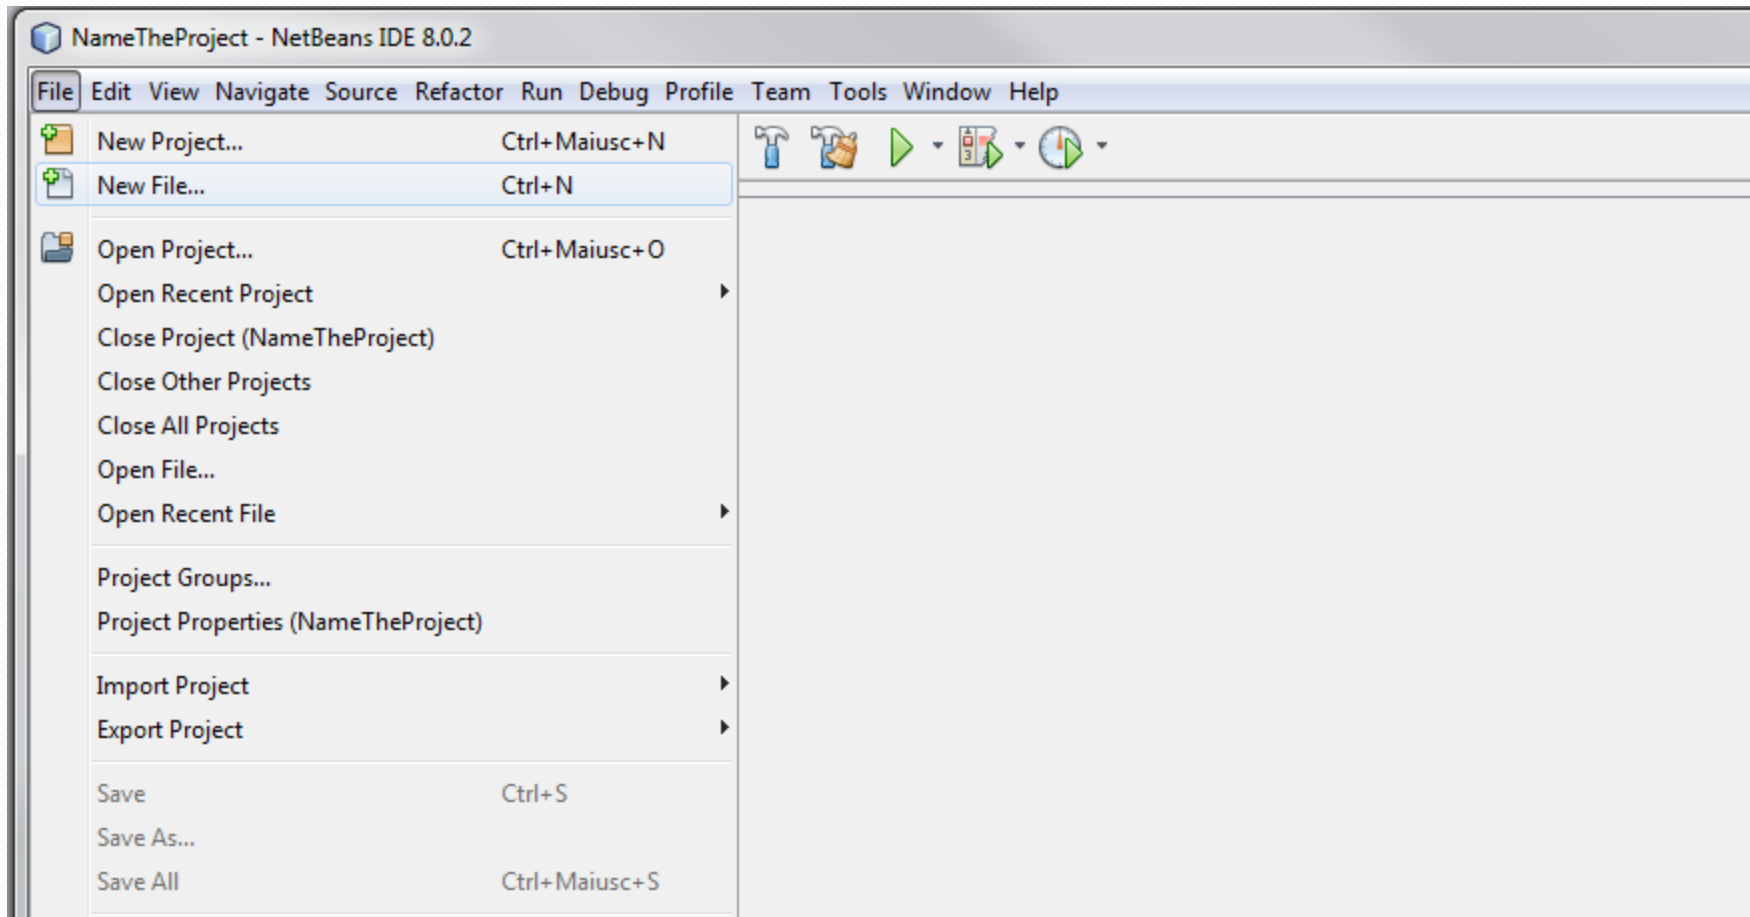 NameTheProject - NetBeans IDE 8.0.2
File Edit View Navigate Source Refactor Run Debug Profile Team Tools Window Help
New Project... Ctrl+Maiusc+N
New File... Ctrl+N
Open Project... Ctrl+Maiusc+O
Open Recent Project
Close Project (NameTheProject)
Close Other Projects
Close All Projects
Open File...
Open Recent File
Project Groups...
Project Properties (NameTheProject)
Import Project
Export Project
Save Ctrl+S
Save As...
Save All Ctrl+Maiusc+S